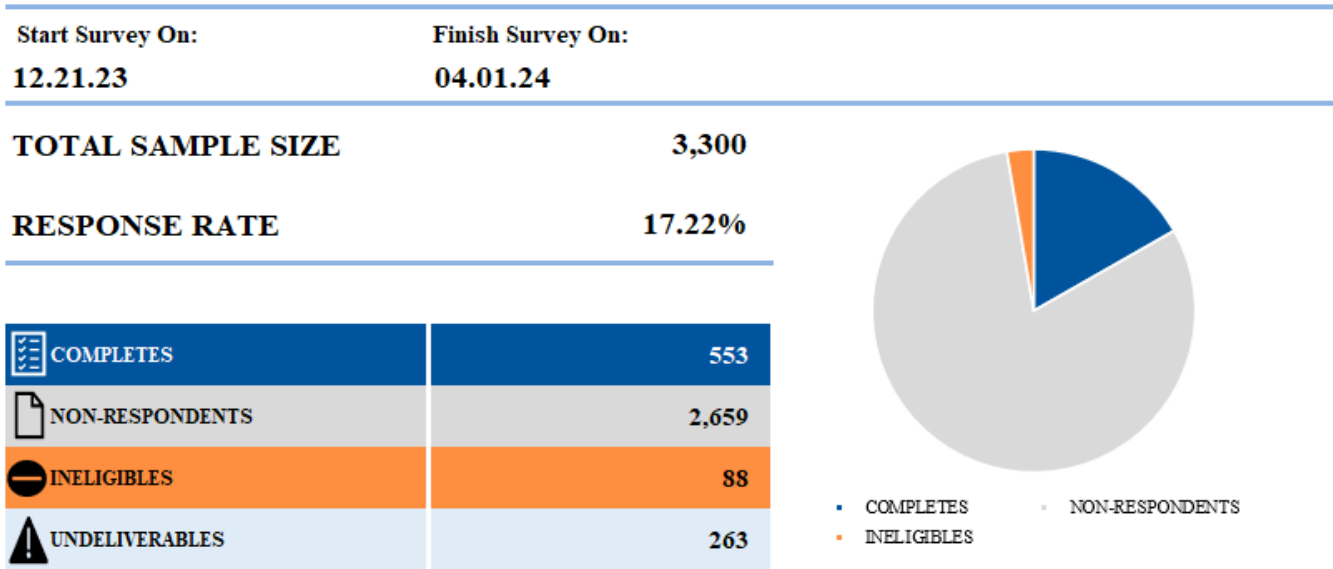 Start Survey On: Finish Survey On:
12.21.23 04.01.24
TOTAL SAMPLE SIZE 3,300
RESPONSE RATE 17.22%
COMPLETES 553
NON-RESPONDENTS 2,659
INELIGIBLES 88
UNDELIVERABLES 263
COMPLETES NON-RESPONDENTS
INELIGIBLES